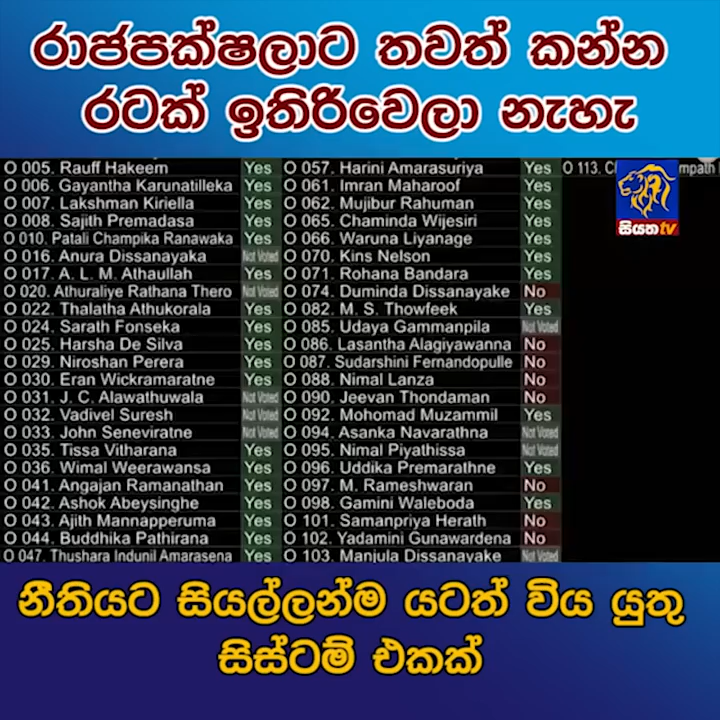 රාජපක්ෂලාට තවත් කන්න
රටක් ඉතිරිවෙලා නැහැ
O 005. Rauff Hakeem Yes O 057. Harini Amarasuriya Yes O 113.
O 006. Gayantha Karunatilleka Yes O 061. Imran Maharoof Yes
O 007. Lakshman Kiriella Yes O 062. Mujibur Rahuman Yes
O 008. Sajith Premadasa Yes O 065. Chaminda Wijesiri Yes
O 010. Patali Champika Ranawaka Yes O 066. Waruna Liyanage Yes
O 016. Anura Dissanayaka Not Voted O 070. Kins Nelson Yes
O 017. A. L. M. Athaullah Yes O 071. Rohana Bandara Yes
O 020. Athuraliye Rathana Thero Not Voted O 074. Duminda Dissanayake No
O 022. Thalatha Athukorala Yes O 082. M. S. Thowfeek Yes
O 024. Sarath Fonseka Yes O 085. Udaya Gammanpila Not Voted
O 025. Harsha De Silva Yes O 086. Lasantha Alagiyawanna No
O 029. Niroshan Perera Yes O 087. Sudarshini Fernandopulle No
O 030. Eran Wickramaratne Yes O 088. Nimal Lanza No
O 031. J. C. Alawathuwala Not Voted O 090. Jeevan Thondaman No
O 032. Vadivel Suresh Not Voted O 092. Mohomad Muzammil Yes
O 033. John Seneviratne Not Voted O 094. Asanka Navarathna Not Voted
O 035. Tissa Vitharana Yes O 095. Nimal Piyathissa Not Voted
O 036. Wimal Weerawansa Yes O 096. Uddika Premarathne Yes
O 041. Angajan Ramanathan Yes O 097. M. Rameshwaran No
O 042. Ashok Abeysinghe Yes O 098. Gamini Waleboda Yes
O 043. Ajith Mannapperuma Yes O 101. Samanpriya Herath No
O 044. Buddhika Pathirana Yes O 102. Yadamini Gunawardena No
O 047. Thushara Indunil Amarasena Yes O 103. Manjula Dissanayake Not Voted
සියත tv
නීතියට සියල්ලන්ම යටත් විය යුතු
සිස්ටම් එකක්